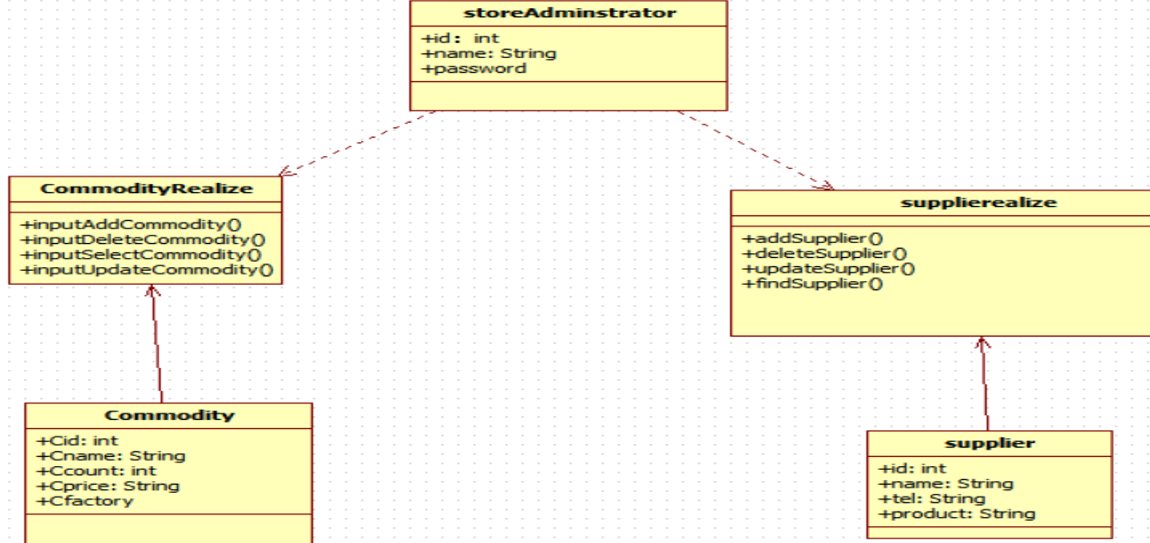 storeAdminstrator
+id: int
+name: String
+password
CommodityRealize
+inputAddCommodity()
+inputDeleteCommodity()
+inputSelectCommodity()
+inputUpdateCommodity()
supplierealize
+addSupplier()
+deleteSupplier()
+updateSupplier()
+findSupplier()
Commodity
+Cid: int
+Cname: String
+Ccount: int
+Cprice: String
+Cfactory
supplier
+id: int
+name: String
+tel: String
+product: String